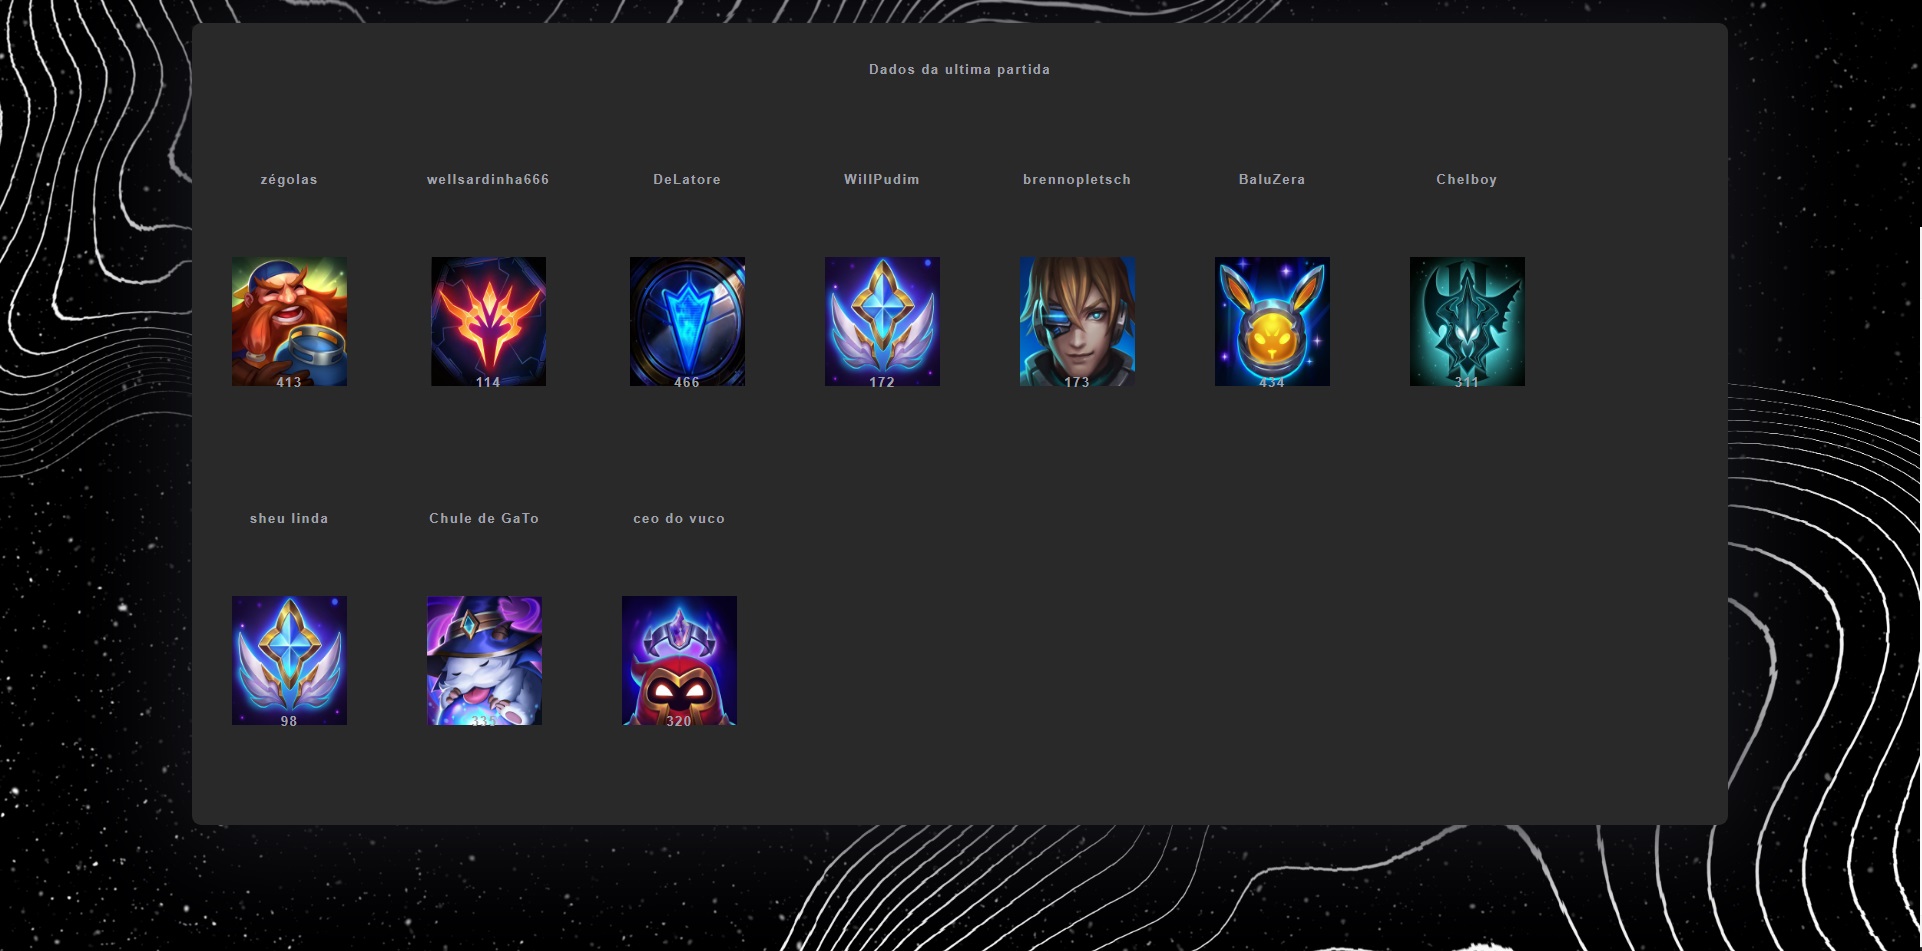 Dados da ultima partida
zégolas wellsardinha666 DeLatore WillPudim brennopletsch BaluZera Chelboy
413 114 466 172 173 434 311
sheu linda Chule de GaTo ceo do vuco
98 320